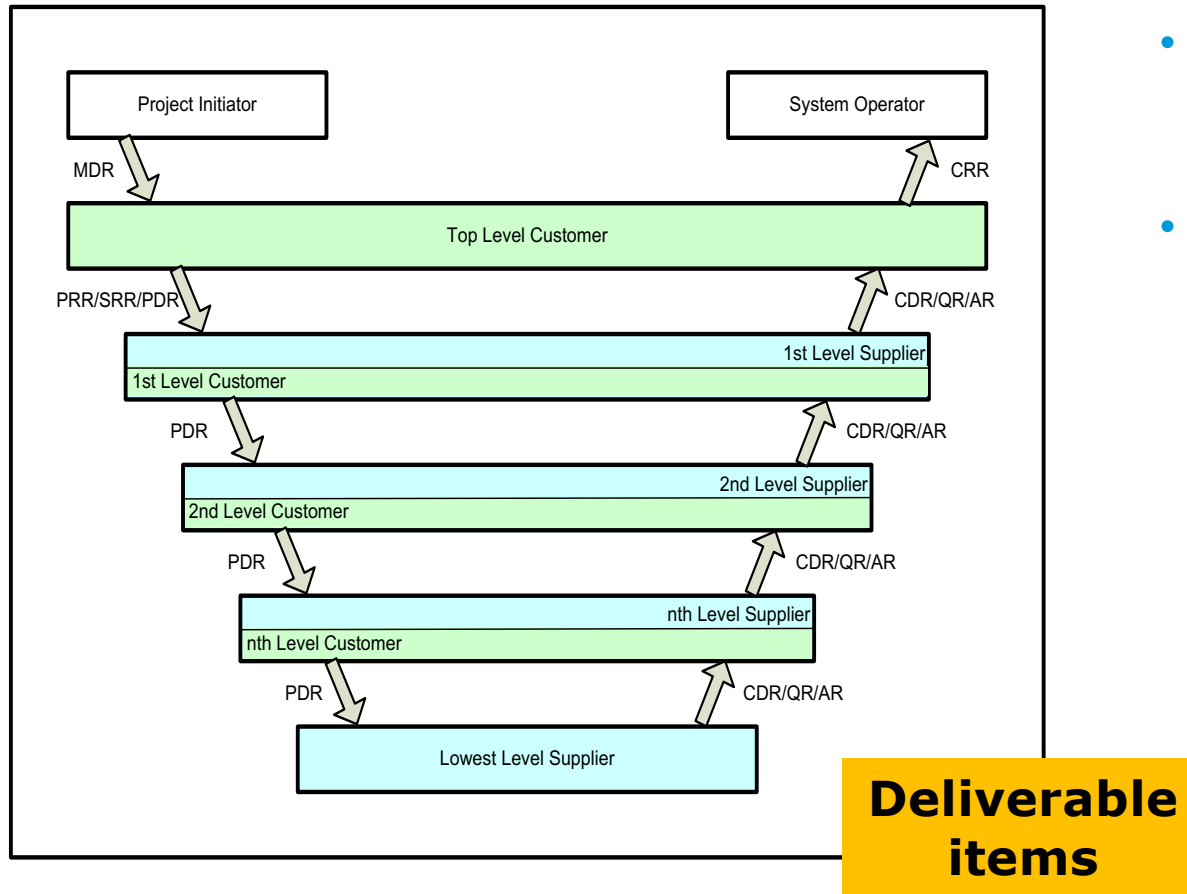 Project Initiator
System Operator
MDR
CRR
Top Level Customer
PRR/SRR/PDR
CDR/QR/AR
1st Level Supplier
1st Level Customer
PDR
CDR/QR/AR
2nd Level Supplier
2nd Level Customer
PDR
CDR/QR/AR
nth Level Supplier
nth Level Customer
PDR
CDR/QR/AR
Lowest Level Supplier
Deliverable
items